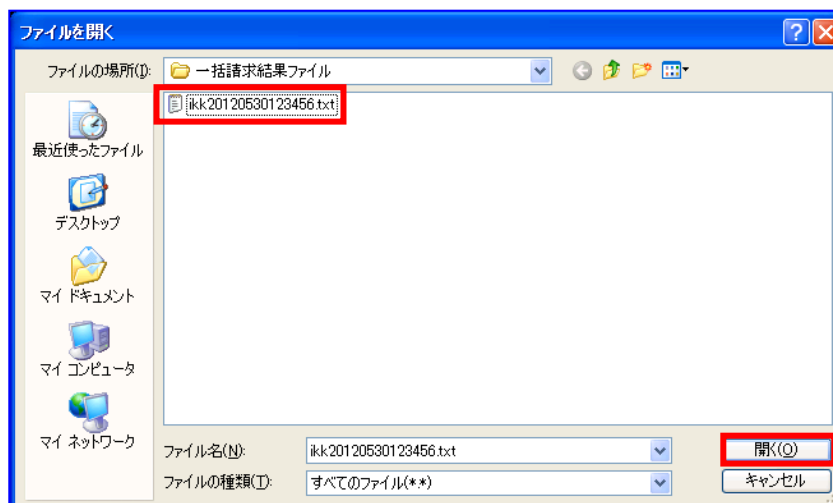 ファイルを開く
ファイルの場所(I):
一括請求結果ファイル
ikk20120530123456.txt
最近使ったファイル
デスクトップ
マイ ドキュメント
マイ コンピュータ
マイ ネットワーク
ファイル名(N):
ikk20120530123456.txt
開く(O)
ファイルの種類(T):
すべてのファイル(*.*)
キャンセル